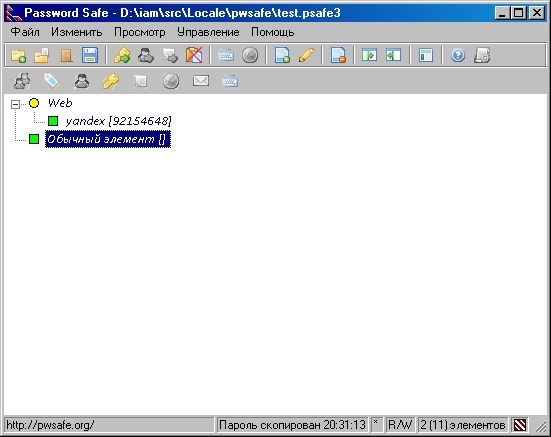 Password Safe - D:\iam\src\Locale\pwsafe\test.psafe3
Файл Изменить Просмотр Управление Помощь
Web
yandex [92154648]
Обычный элемент []
http://pwsafe.org/ Пароль скопирован 20:31:13 * R/W 2 (11) элементов